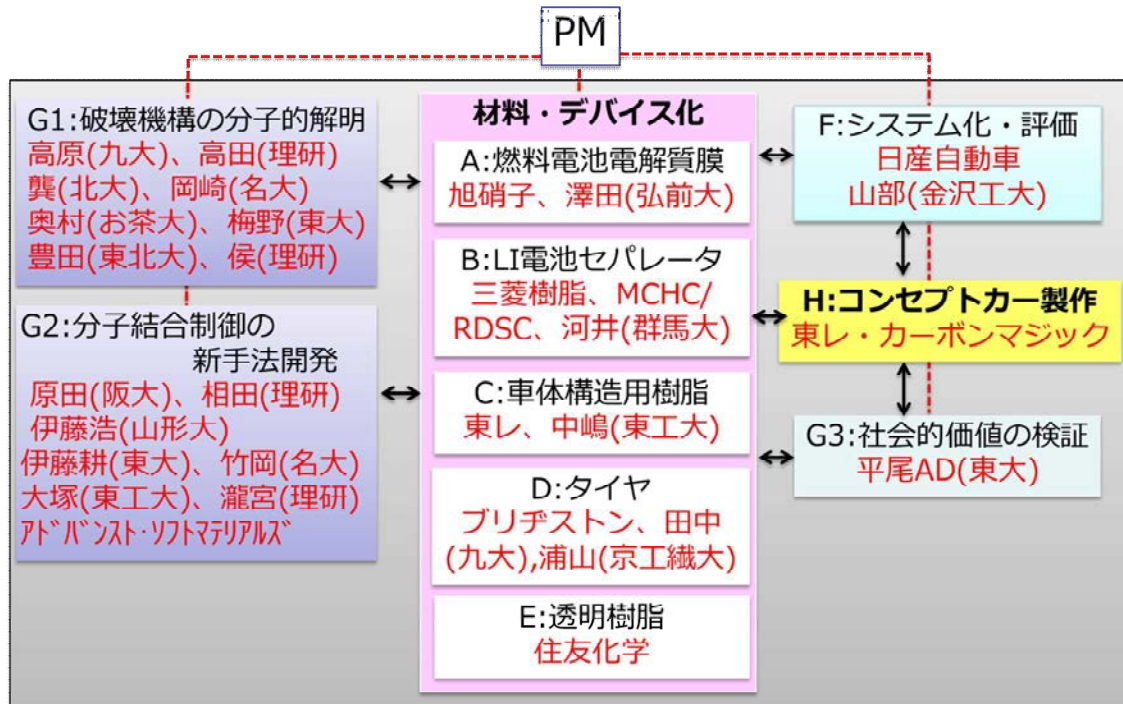 PM
G1:破壊機構の分子的解明
高原(九大)、高田(理研)
龔(北大)、岡崎(名大)
奥村(お茶大)、梅野(東大)
豊田(東北大)、侯(理研)
G2:分子結合制御の
新手法開発
原田(阪大)、相田(理研)
伊藤浩(山形大)
伊藤耕(東大)、竹岡(名大)
大塚(東工大)、瀧宮(理研)
ｱﾄﾞﾊﾞﾝｽﾄ･ｿﾌﾄﾏﾃﾘｱﾙｽﾞ
材料・デバイス化
A:燃料電池電解質膜
旭硝子、澤田(弘前大)
B:LI電池セパレータ
三菱樹脂、MCHC/
RDSC、河井(群馬大)
C:車体構造用樹脂
東レ、中嶋(東工大)
D:タイヤ
ブリヂストン、田中
(九大),浦山(京工繊大)
E:透明樹脂
住友化学
F:システム化・評価
日産自動車
山部(金沢工大)
H:コンセプトカー製作
東レ・カーボンマジック
G3:社会的価値の検証
平尾AD(東大)